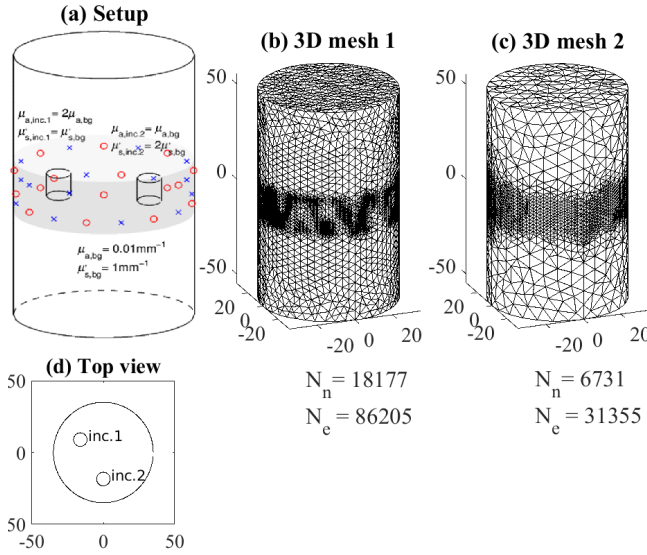 (a) Setup
μa,inc.1 = 2μa,bg
μ′s,inc.1 = μ′s,bg
μa,inc.2 = μa,bg
μ′s,inc.2 = 2μ′s,bg
μa,bg = 0.01mm⁻¹
μ′s,bg = 1mm⁻¹
(b) 3D mesh 1
50
0
-50
20
0
-20
-20
0
20
Nn = 18177
Ne = 86205
(c) 3D mesh 2
50
0
-50
20
0
-20
-20
0
20
Nn = 6731
Ne = 31355
(d) Top view
50
0
50
-50
0
50
inc.1
inc.2